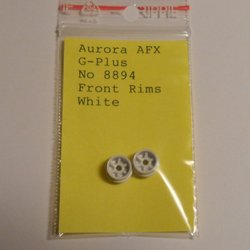 Aurora AFX
G-Plus
No 8894
Front Rims
White